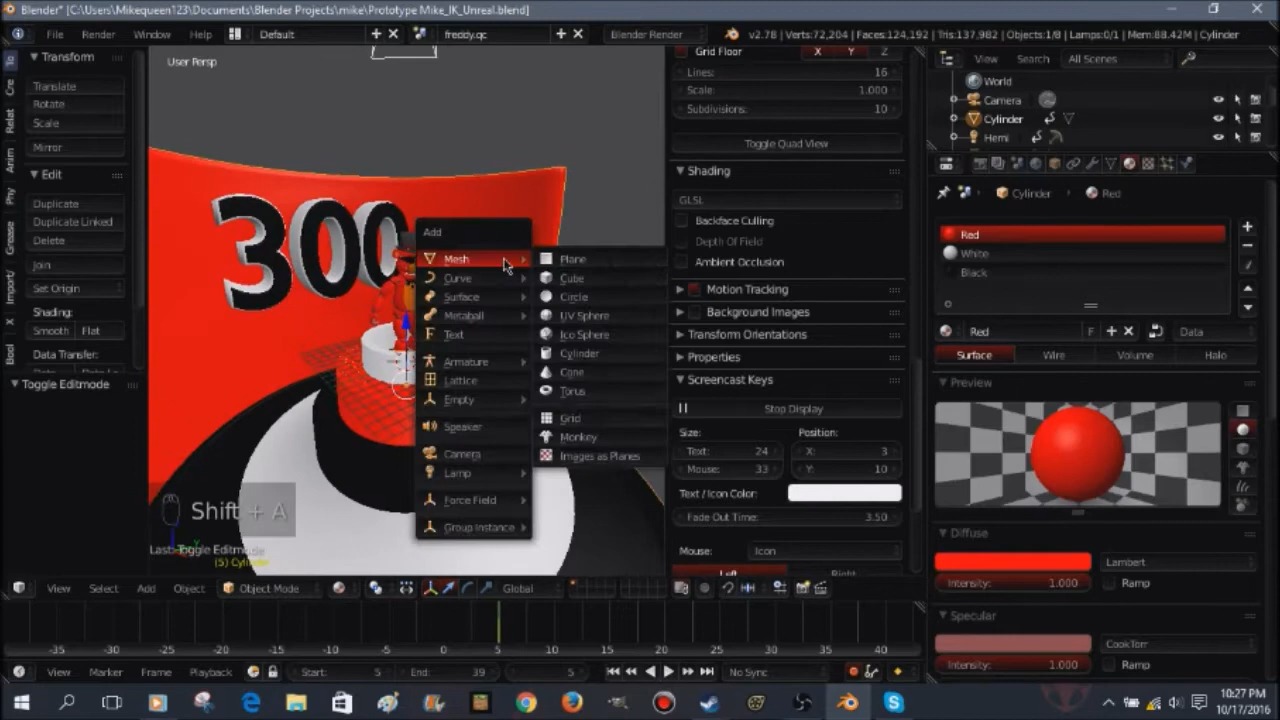 Blender* [C:\Users\Mikequeen123\Documents\Blender Projects\mike\Prototype Mike_IK_Unreal.blend]
File Render Window Help Default freddy.qc Blender Render v2.78 | Verts:72,204 | Faces:124,192 | Tris:137,982 | Objects:1/8 | Lamps:0/1 | Mem:88.42M | Cylinder
Transform
Translate
Rotate
Scale
Mirror
Edit
Duplicate
Duplicate Linked
Delete
Join
Set Origin
Shading:
Smooth Flat
Data Transfer:
Toggle Editmode
Cre
Relat
Anim
Phy
Grease
Import/
X
Bool
User Persp
300
Add
Mesh
Curve
Surface
Metaball
Text
Armature
Lattice
Empty
Speaker
Camera
Lamp
Force Field
Group Instance
Plane
Cube
Circle
UV Sphere
Ico Sphere
Cylinder
Cone
Torus
Grid
Monkey
Images as Planes
Shift + A
Last: Toggle Editmode
(5) Cylinder
Grid Floor X Y Z
Lines: 16
Scale: 1.000
Subdivisions: 10
Toggle Quad View
Shading
GLSL
Backface Culling
Depth Of Field
Ambient Occlusion
Motion Tracking
Background Images
Transform Orientations
Properties
Screencast Keys
Stop Display
Size: Position:
Text: 24 X: 3
Mouse: 33 Y: 10
Text / Icon Color:
Fade Out Time: 3.50
Mouse: Icon
Left Right
View Search All Scenes
World
Camera
Cylinder
Hemi
Cylinder Red
Red
White
Black
Red F Data
Surface Wire Volume Halo
Preview
Diffuse
Lambert
Intensity: 1.000 Ramp
Specular
CookTorr
Intensity: 1.000 Ramp
View Select Add Object Object Mode Global
-35 -30 -25 -20 -15 -10 -5 0 5 10 15 20 25 30 35 40
View Marker Frame Playback Start: 5 End: 39 5 No Sync
10:27 PM
10/17/2016